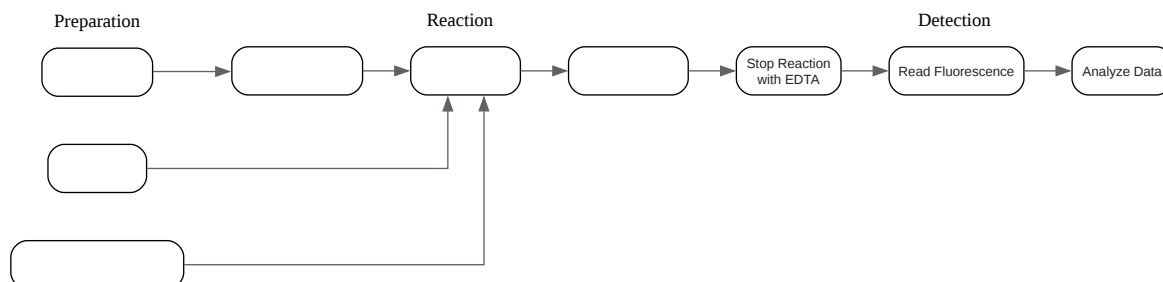 Preparation
Reaction
Detection
Stop Reaction
with EDTA
Read Fluorescence
Analyze Data